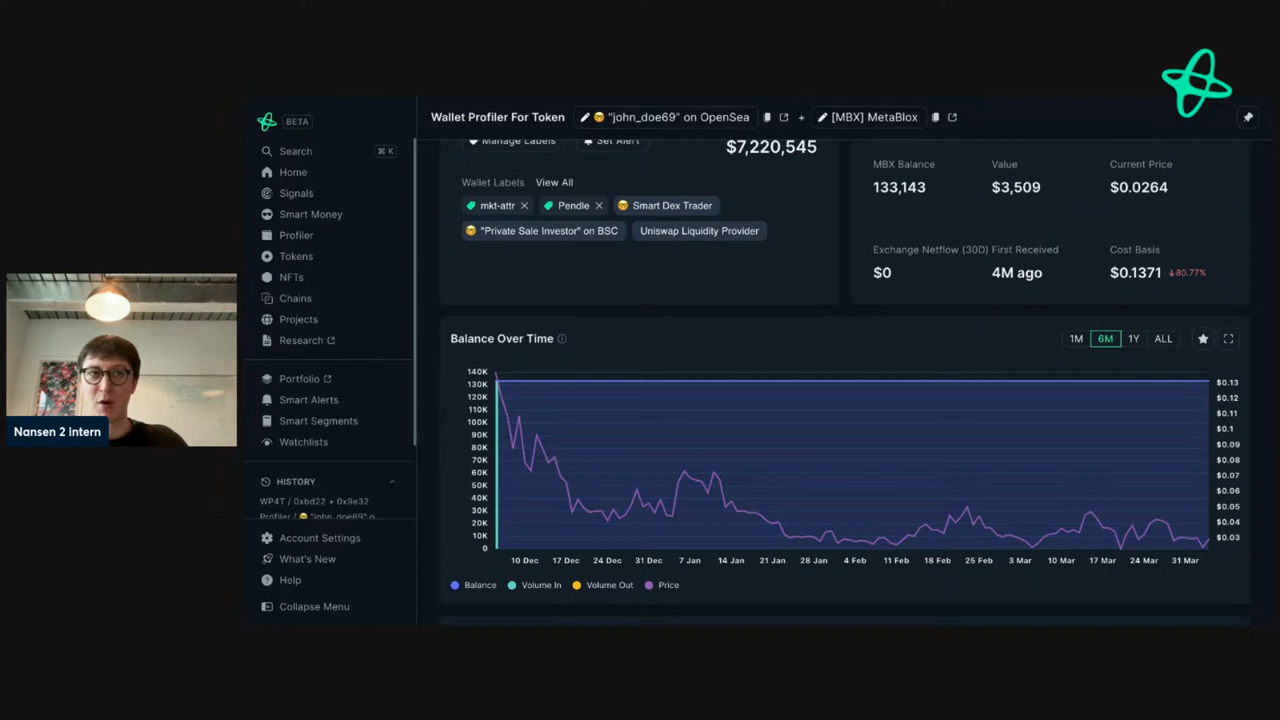 BETA
Search
⌘ K
Home
Signals
Smart Money
Profiler
Tokens
NFTs
Chains
Projects
Research
Portfolio
Smart Alerts
Smart Segments
Watchlists
HISTORY
WP4T / 0xbd22 + 0x9e32
Profiler / "john_doe69" o
Account Settings
What's New
Help
Collapse Menu
Nansen 2 Intern
Wallet Profiler For Token "john_doe69" on OpenSea + [MBX] MetaBlox
Manage Labels Set Alert $7,220,545
Wallet Labels View All
mkt-attr Pendle Smart Dex Trader
"Private Sale Investor" on BSC Uniswap Liquidity Provider
MBX Balance Value Current Price
133,143 $3,509 $0.0264
Exchange Netflow (30D) First Received Cost Basis
$0 4M ago $0.1371 ↓80.77%
Balance Over Time 1M 6M 1Y ALL
140K
130K
120K
110K
100K
90K
80K
70K
60K
50K
40K
30K
20K
10K
0
$0.13
$0.12
$0.11
$0.1
$0.09
$0.08
$0.07
$0.06
$0.05
$0.04
$0.03
10 Dec 17 Dec 24 Dec 31 Dec 7 Jan 14 Jan 21 Jan 28 Jan 4 Feb 11 Feb 18 Feb 25 Feb 3 Mar 10 Mar 17 Mar 24 Mar 31 Mar
Balance Volume In Volume Out Price